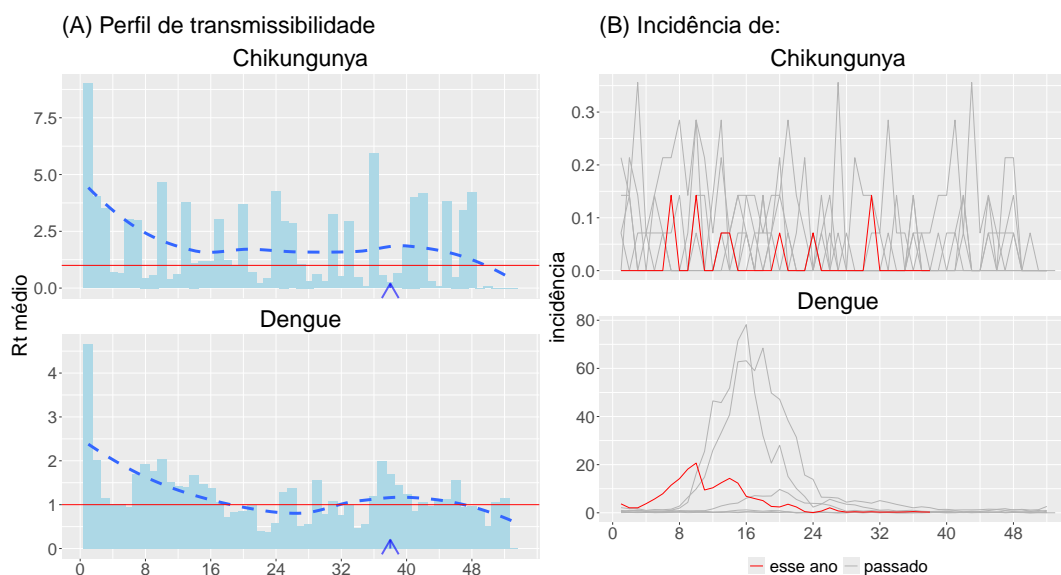 (A) Perfil de transmissibilidade
Chikungunya
7.5
5.0
2.5
0.0
Dengue
4
3
2
1
0
0 8 16 24 32 40 48
Rt médio
(B) Incidência de:
Chikungunya
0.3
0.2
0.1
0.0
Dengue
80
60
40
20
0
0 8 16 24 32 40 48
incidência
esse ano passado